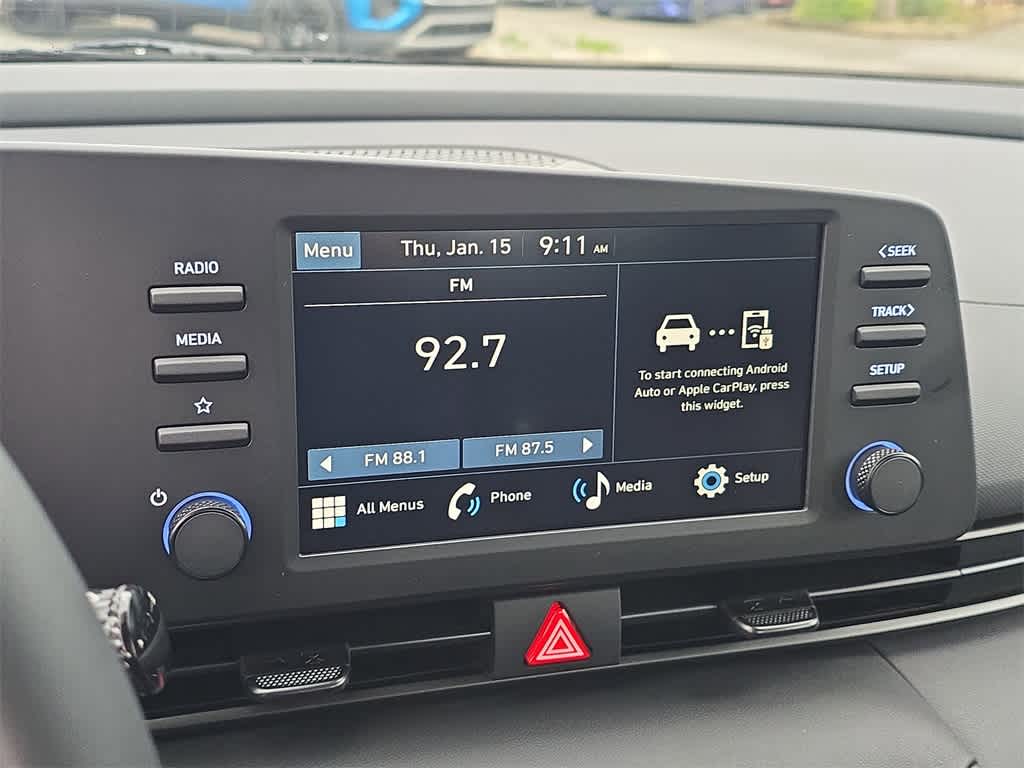 RADIO
MEDIA
Menu
Thu, Jan. 15
9:11 AM
FM
92.7
FM 88.1
FM 87.5
To start connecting Android
Auto or Apple CarPlay, press
this widget.
All Menus
Phone
Media
Setup
<SEEK
TRACK>
SETUP